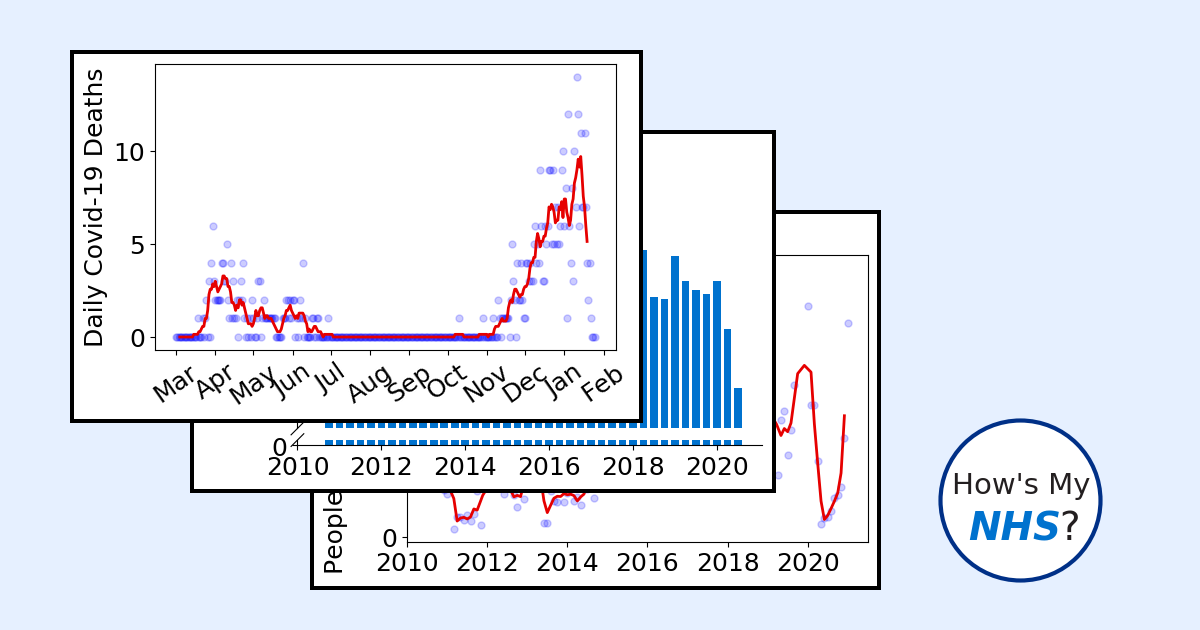 Daily Covid-19 Deaths
10
5
0
Mar Apr May Jun Jul Aug Sep Oct Nov Dec Jan Feb
0
2010 2012 2014 2016 2018 2020
People
0
2010 2012 2014 2016 2018 2020
How's My
NHS?